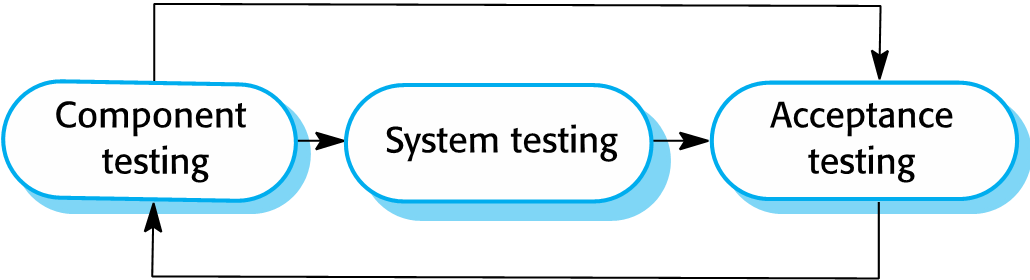 Component
testing
System testing
Acceptance
testing